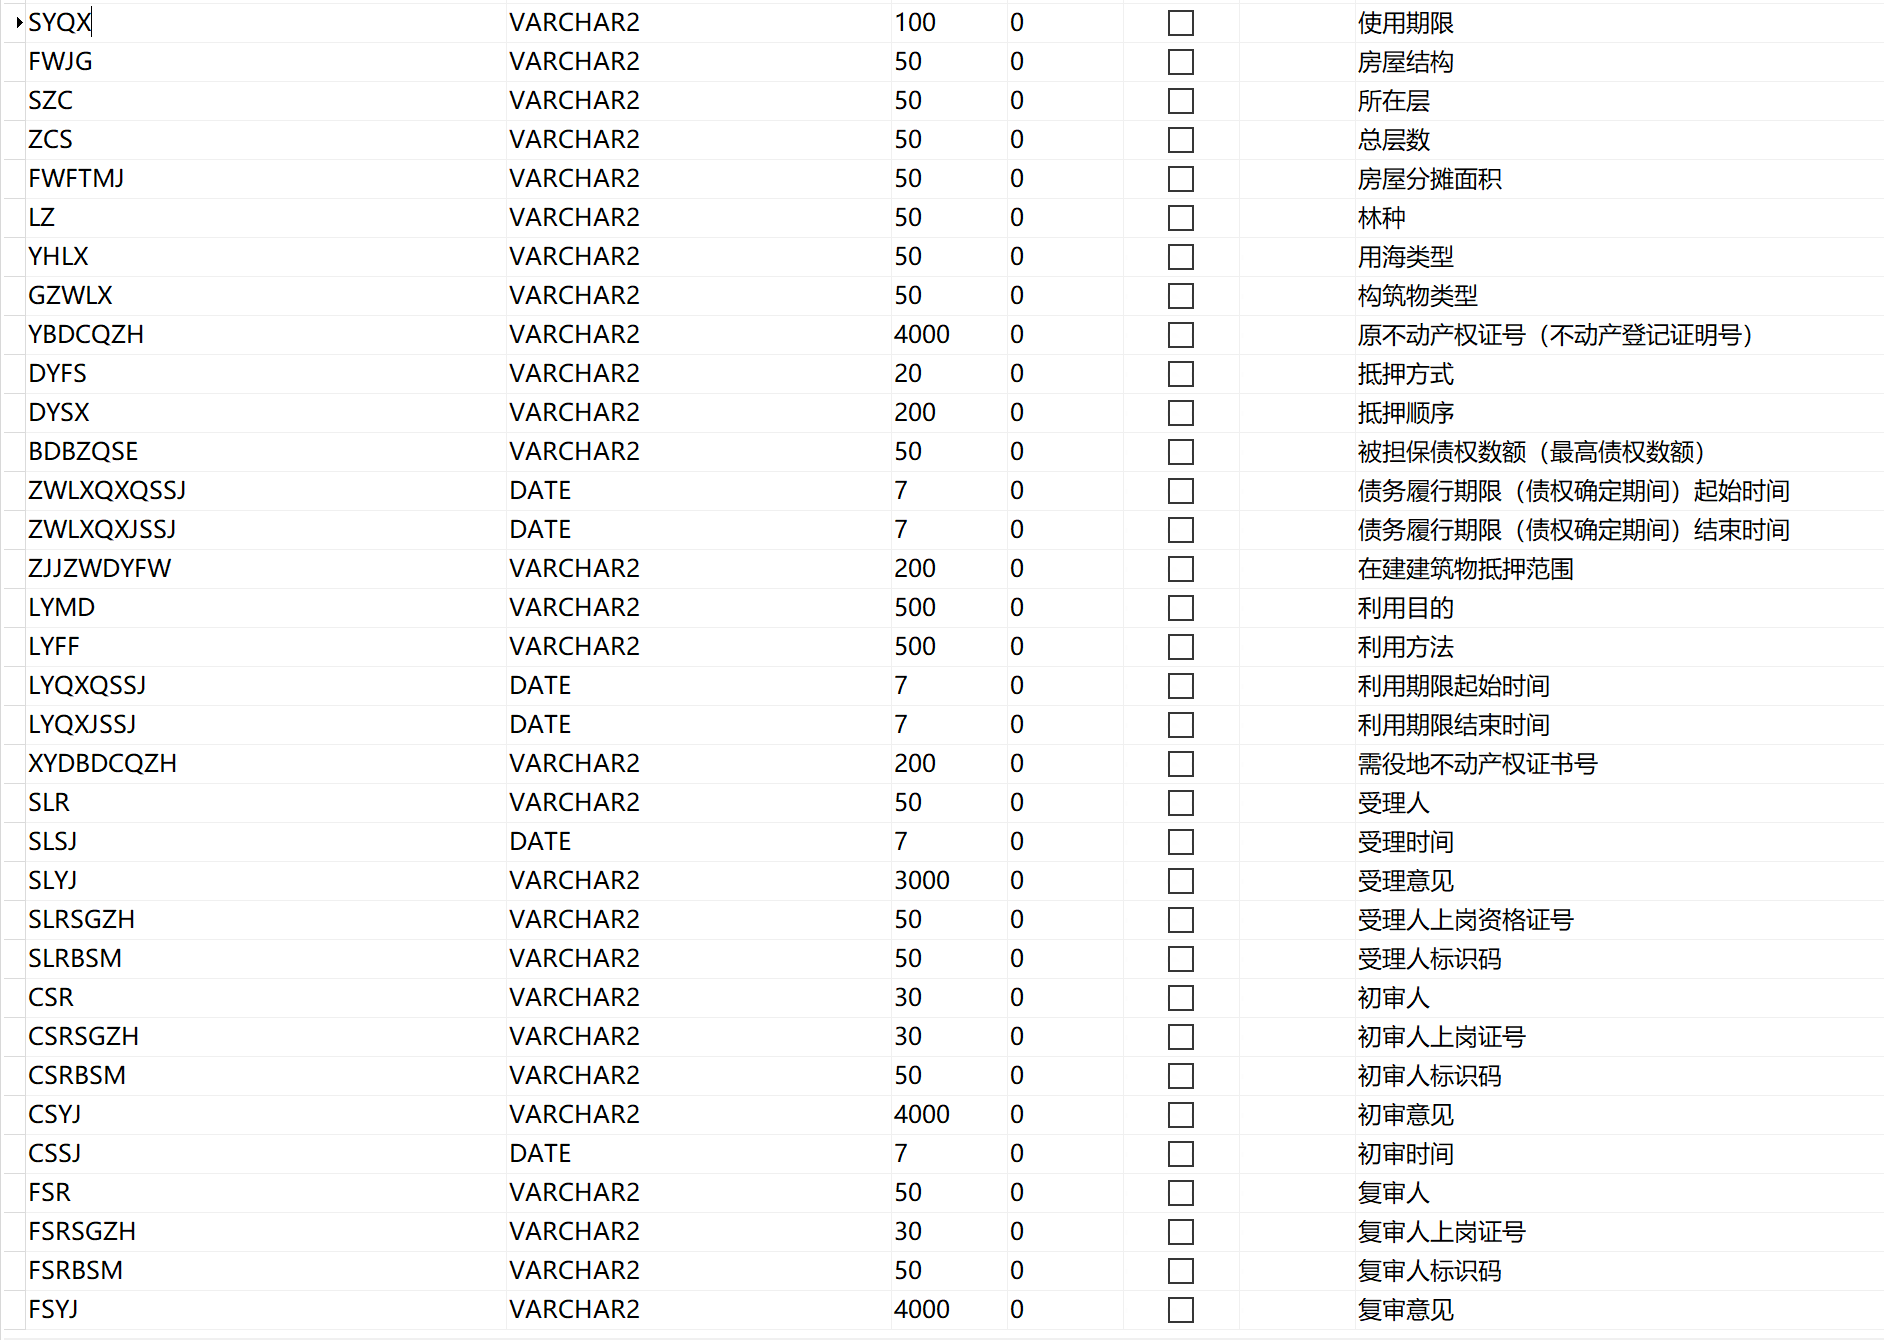 SYQX VARCHAR2 100 0 使用期限
FWJG VARCHAR2 50 0 房屋结构
SZC VARCHAR2 50 0 所在层
ZCS VARCHAR2 50 0 总层数
FWFTMJ VARCHAR2 50 0 房屋分摊面积
LZ VARCHAR2 50 0 林种
YHLX VARCHAR2 50 0 用海类型
GZWLX VARCHAR2 50 0 构筑物类型
YBDCQZH VARCHAR2 4000 0 原不动产权证号（不动产登记证明号）
DYFS VARCHAR2 20 0 抵押方式
DYSX VARCHAR2 200 0 抵押顺序
BDBZQSE VARCHAR2 50 0 被担保债权数额（最高债权数额）
ZWLXQXQSSJ DATE 7 0 债务履行期限（债权确定期间）起始时间
ZWLXQXJSSJ DATE 7 0 债务履行期限（债权确定期间）结束时间
ZJJZWDYFW VARCHAR2 200 0 在建建筑物抵押范围
LYMD VARCHAR2 500 0 利用目的
LYFF VARCHAR2 500 0 利用方法
LYQXQSSJ DATE 7 0 利用期限起始时间
LYQXJSSJ DATE 7 0 利用期限结束时间
XYDBDCQZH VARCHAR2 200 0 需役地不动产权证书号
SLR VARCHAR2 50 0 受理人
SLSJ DATE 7 0 受理时间
SLYJ VARCHAR2 3000 0 受理意见
SLRSGZH VARCHAR2 50 0 受理人上岗资格证号
SLRBSM VARCHAR2 50 0 受理人标识码
CSR VARCHAR2 30 0 初审人
CSRSGZH VARCHAR2 30 0 初审人上岗证号
CSRBSM VARCHAR2 50 0 初审人标识码
CSYJ VARCHAR2 4000 0 初审意见
CSSJ DATE 7 0 初审时间
FSR VARCHAR2 50 0 复审人
FSRSGZH VARCHAR2 30 0 复审人上岗证号
FSRBSM VARCHAR2 50 0 复审人标识码
FSYJ VARCHAR2 4000 0 复审意见